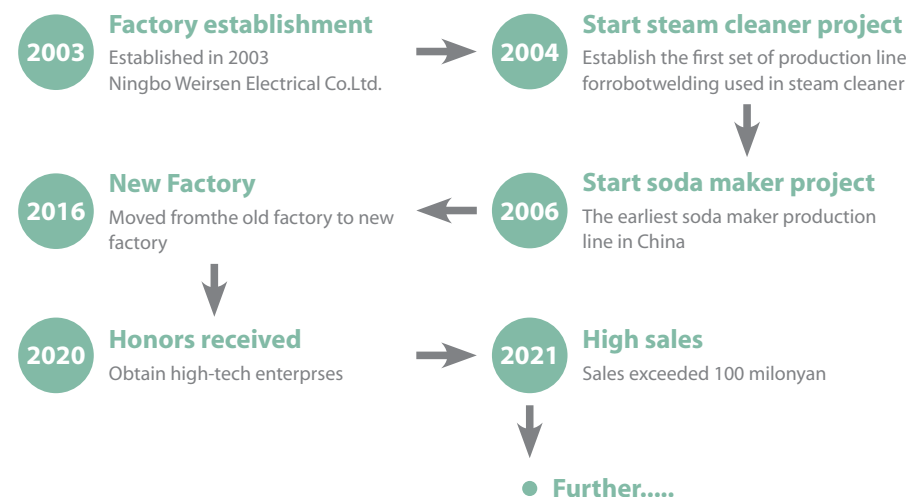 2003
Factory establishment
Established in 2003
Ningbo Weirsen Electrical Co.Ltd.
2004
Start steam cleaner project
Establish the first set of production line
forrobotwelding used in steam cleaner
2006
Start soda maker project
The earliest soda maker production
line in China
2016
New Factory
Moved fromthe old factory to new
factory
2020
Honors received
Obtain high-tech enterprses
2021
High sales
Sales exceeded 100 milonyan
Further.....